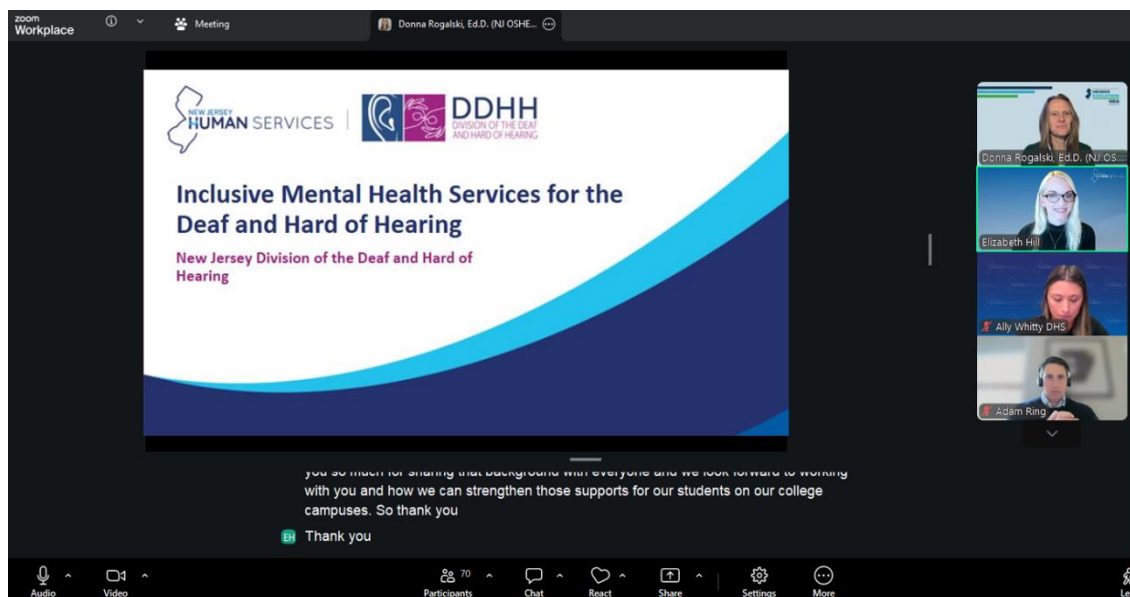 zoom
Workplace
Meeting
Donna Rogalski, Ed.D. (NJ OSHE...
NEW JERSEY
HUMAN SERVICES
DDHH
DIVISION OF THE DEAF
AND HARD OF HEARING
Inclusive Mental Health Services for the
Deaf and Hard of Hearing
New Jersey Division of the Deaf and Hard of
Hearing
Donna Rogalski, Ed.D. (NJ OS...
Elizabeth Hill
Ally Whitty DHS
Adam Ring
you so much for sharing that background with everyone and we look forward to working
with you and how we can strengthen those supports for our students on our college
campuses. So thank you
EH Thank you
Audio
Video
Participants 70
Chat
React
Share
Settings
More
Le